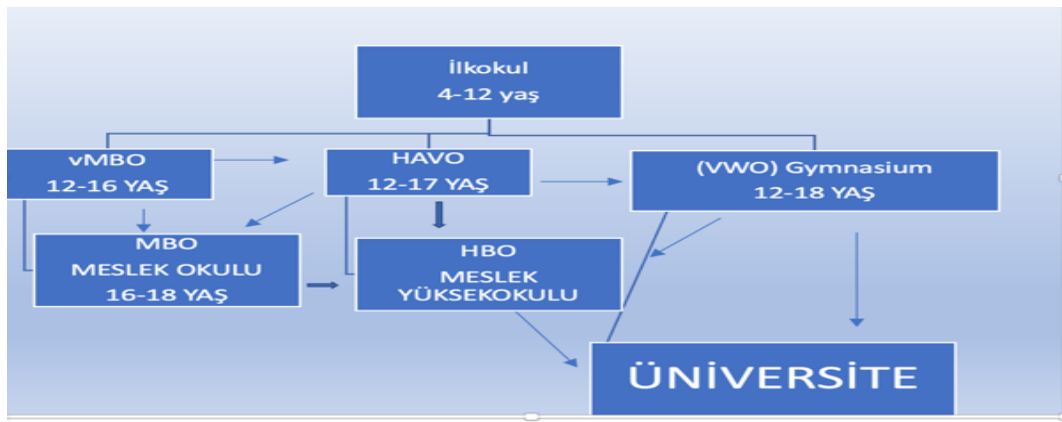 İlkokul
4-12 yaş
vMBO
12-16 YAŞ
HAVO
12-17 YAŞ
(VWO) Gymnasium
12-18 YAŞ
MBO
MESLEK OKULU
16-18 YAŞ
HBO
MESLEK
YÜKSEKOKULU
ÜNİVERSİTE